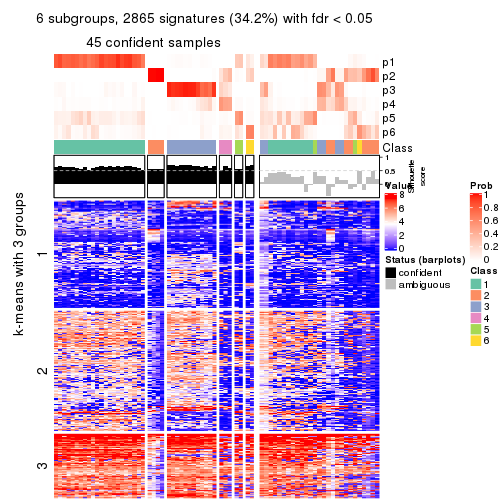 6 subgroups, 2865 signatures (34.2%) with fdr < 0.05
45 confident samples
p1
p2
p3
p4
p5
p6
Class
1
0.5
0
Silhouette
score
k-means with 3 groups
1
2
3
Value
8
6
4
2
0
Status (barplots)
confident
ambiguous
Prob
1
0.8
0.6
0.4
0.2
0
Class
1
2
3
4
5
6